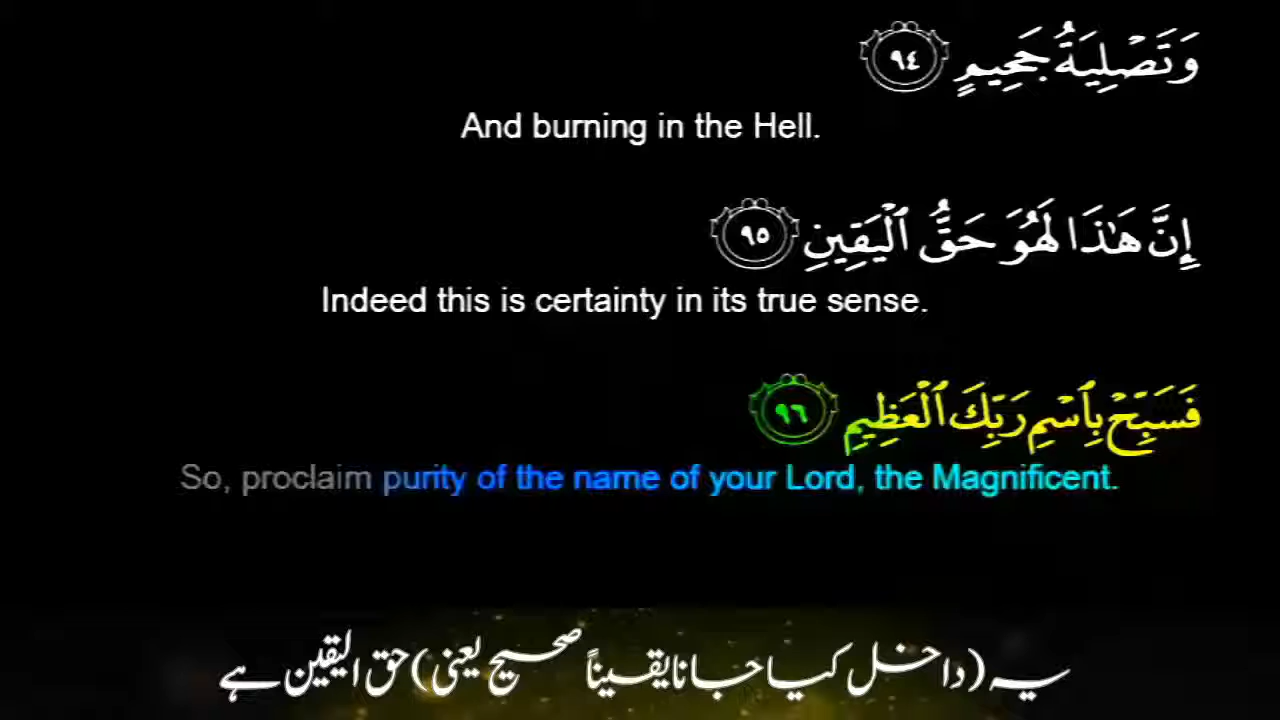 وَتَصْلِيَةُ جَحِيمٍ ٩٤
And burning in the Hell.
إِنَّ هَٰذَا لَهُوَ حَقُّ ٱلْيَقِينِ ٩٥
Indeed this is certainty in its true sense.
فَسَبِّحْ بِٱسْمِ رَبِّكَ ٱلْعَظِيمِ ٩٦
So, proclaim purity of the name of your Lord, the Magnificent.
یہ (داخل کیا جانا یقیناً صحیح یعنی) حق الیقین ہے